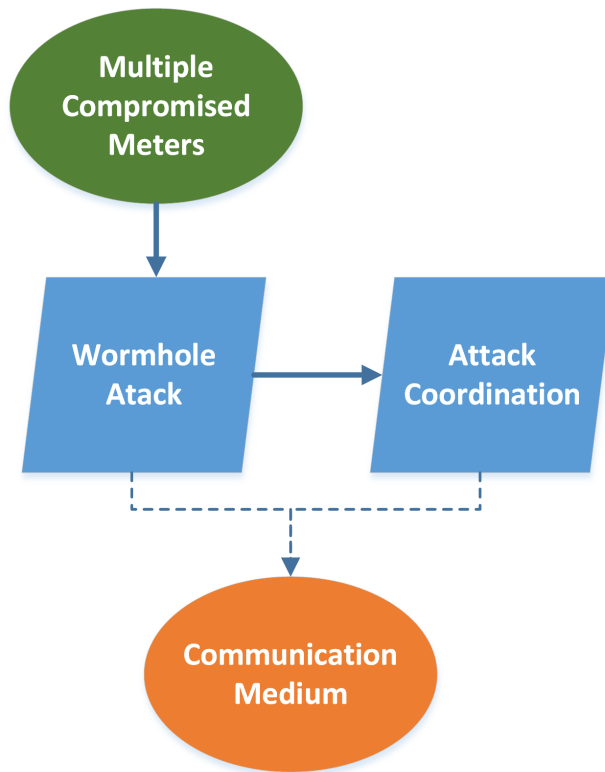 Multiple
Compromised
Meters
Wormhole
Atack
Attack
Coordination
Communication
Medium